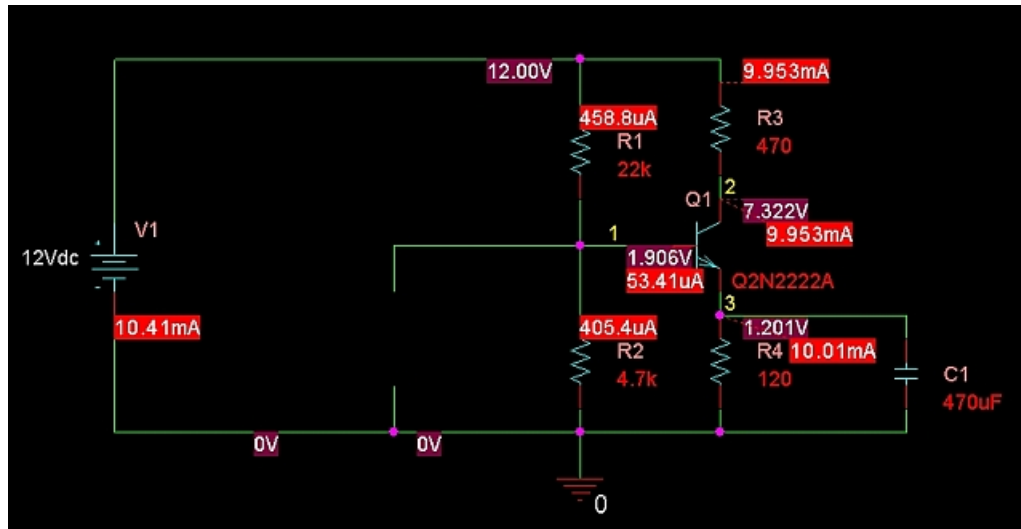 12.00V
9.953mA
458.8uA
R1
22k
R3
470
2
Q1
7.322V
9.953mA
V1
12Vdc
1
1.906V
53.41uA
Q2N2222A
3
10.41mA
405.4uA
R2
4.7k
1.201V
R4
10.01mA
120
C1
470uF
0V
0V
0